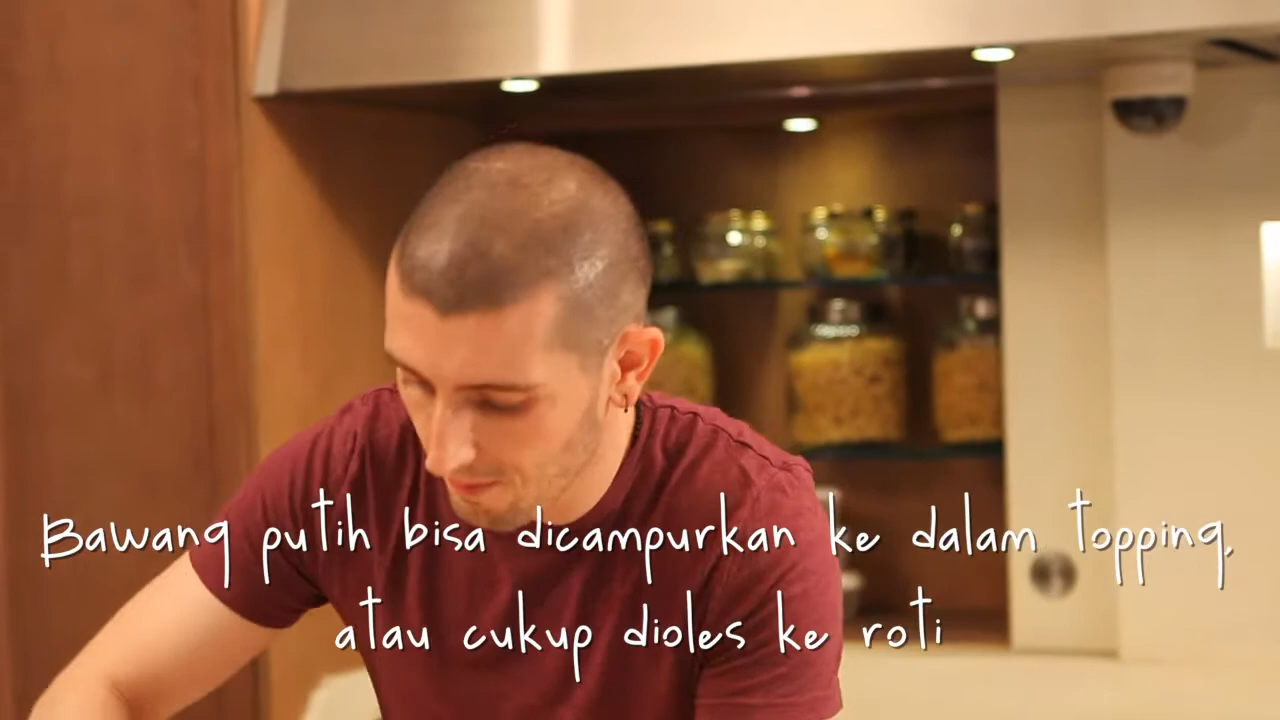 Bawang putih bisa dicampurkan ke dalam topping,
atau cukup dioles ke roti